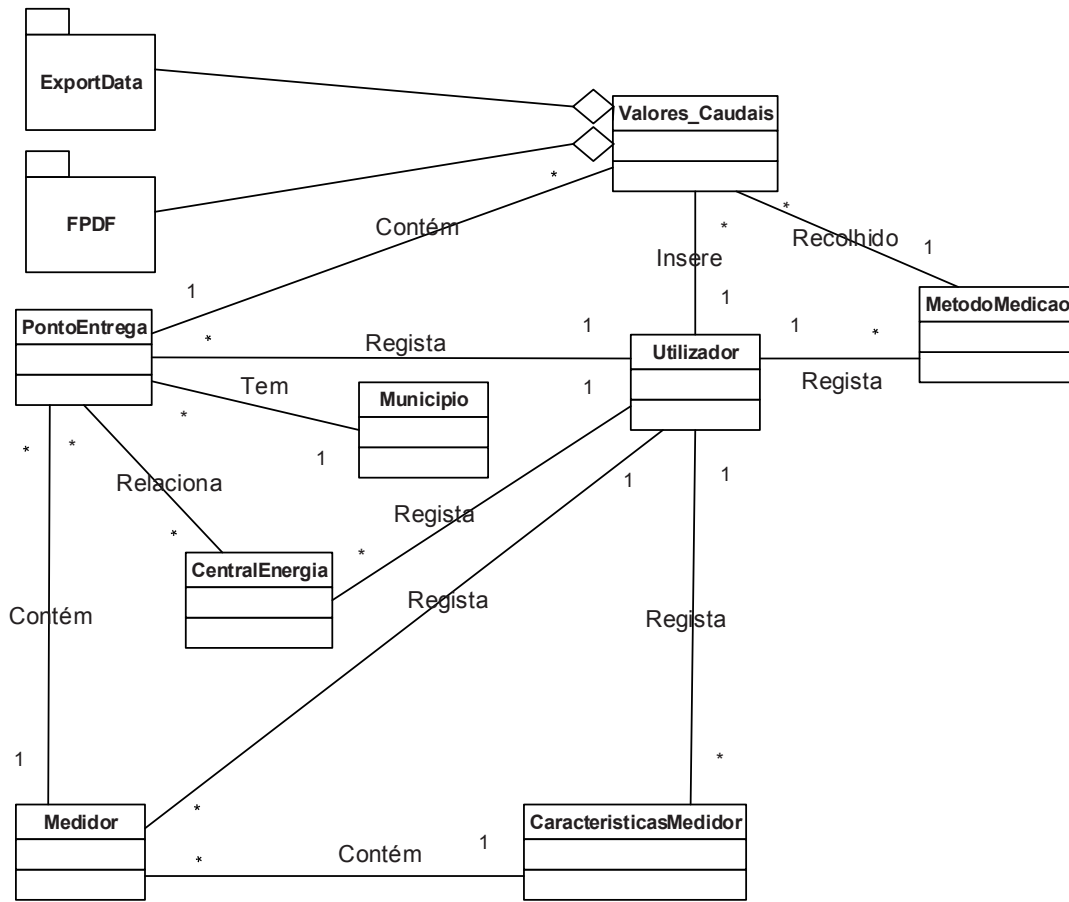 ExportData
Valores_Caudais
FPDF
*
Contém
*
*
Recolhido
1
Insere
1
1
MetodoMedicao
PontoEntrega
*
Regista
1
Utilizador
1
*
Regista
Tem
*
1
Municipio
1
*
*
Relaciona
*
CentralEnergia
Regista
*
1
1
Contém
Regista
Regista
1
*
*
Medidor
*
Contém
1
CaracteristicasMedidor